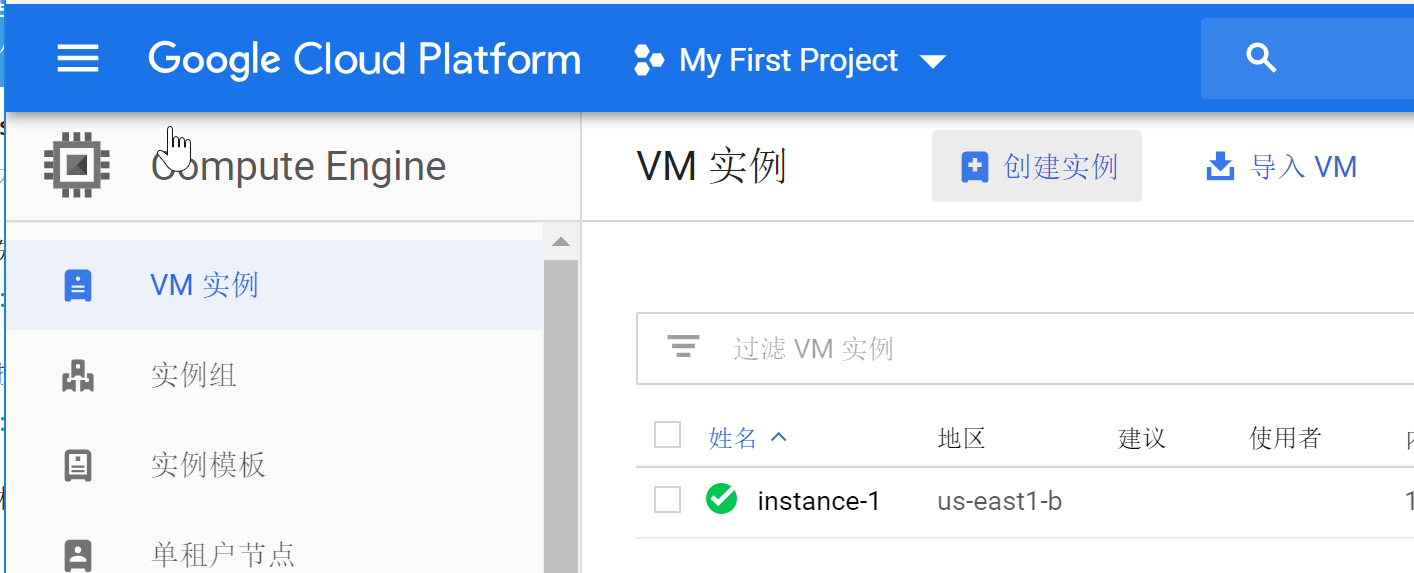 Google Cloud Platform
My First Project
Compute Engine
VM 实例
创建实例
导入 VM
VM 实例
实例组
实例模板
单租户节点
过滤 VM 实例
姓名 地区 建议 使用者
instance-1 us-east1-b